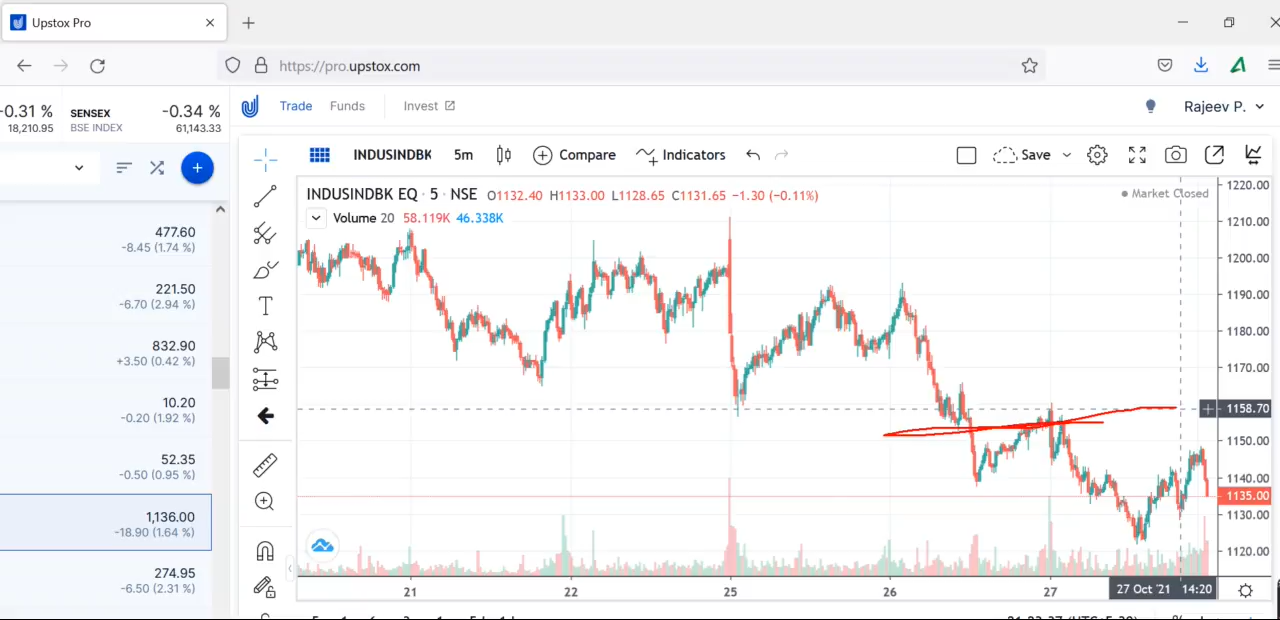 Upstox Pro
https://pro.upstox.com
-0.31 %
18,210.95
SENSEX
BSE INDEX
-0.34 %
61,143.33
Trade
Funds
Invest
Rajeev P.
INDUSINDBK
5m
Compare
Indicators
Save
INDUSINDBK EQ · 5 · NSE O1132.40 H1133.00 L1128.65 C1131.65 −1.30 (−0.11%)
Market Closed
Volume 20 58.119K 46.338K
477.60
-8.45 (1.74 %)
221.50
-6.70 (2.94 %)
832.90
+3.50 (0.42 %)
10.20
-0.20 (1.92 %)
52.35
-0.50 (0.95 %)
1,136.00
-18.90 (1.64 %)
274.95
-6.50 (2.31 %)
1220.00
1210.00
1200.00
1190.00
1180.00
1170.00
1158.70
1150.00
1140.00
1135.00
1130.00
1120.00
21
22
25
26
27
27 Oct '21 14:20